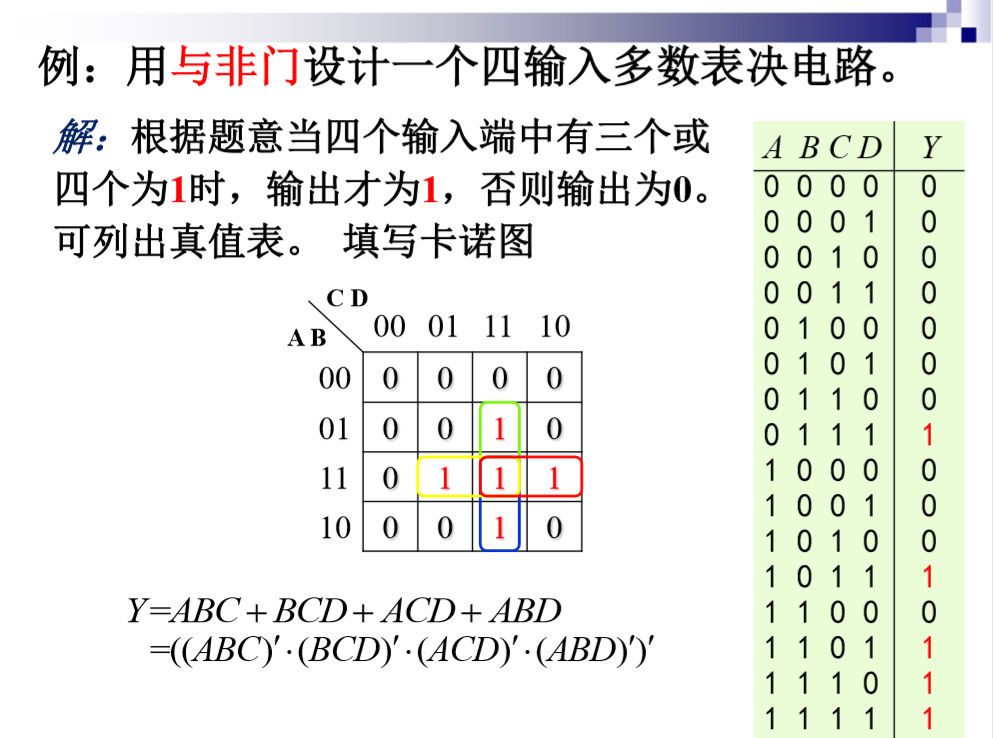 例：用与非门设计一个四输入多数表决电路。
解：根据题意当四个输入端中有三个或
四个为1时，输出才为1，否则输出为0。
可列出真值表。 填写卡诺图
C D
A B 00 01 11 10
00 0 0 0 0
01 0 0 1 0
11 0 1 1 1
10 0 0 1 0
Y=ABC+BCD+ACD+ABD
=((ABC)′·(BCD)′·(ACD)′·(ABD)′)′
A B C D Y
0 0 0 0 0
0 0 0 1 0
0 0 1 0 0
0 0 1 1 0
0 1 0 0 0
0 1 0 1 0
0 1 1 0 0
0 1 1 1 1
1 0 0 0 0
1 0 0 1 0
1 0 1 0 0
1 0 1 1 1
1 1 0 0 0
1 1 0 1 1
1 1 1 0 1
1 1 1 1 1